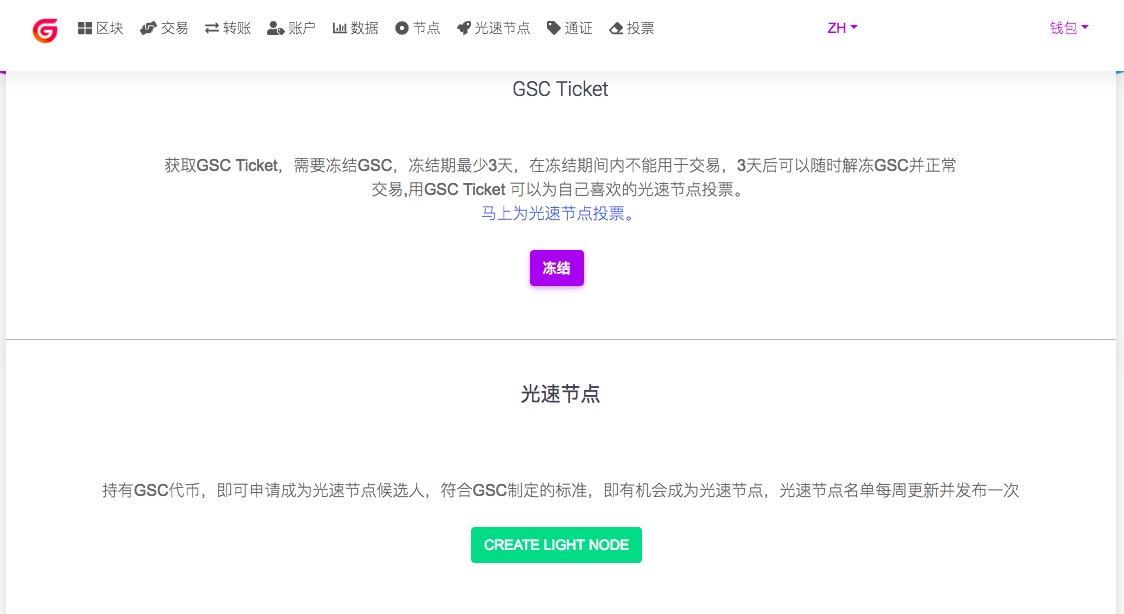 区块 交易 转账 账户 数据 节点 光速节点 通证 投票 ZH 钱包
GSC Ticket
获取GSC Ticket，需要冻结GSC，冻结期最少3天，在冻结期间内不能用于交易，3天后可以随时解冻GSC并正常
交易,用GSC Ticket 可以为自己喜欢的光速节点投票。
马上为光速节点投票。
冻结
光速节点
持有GSC代币，即可申请成为光速节点候选人，符合GSC制定的标准，即有机会成为光速节点，光速节点名单每周更新并发布一次
CREATE LIGHT NODE